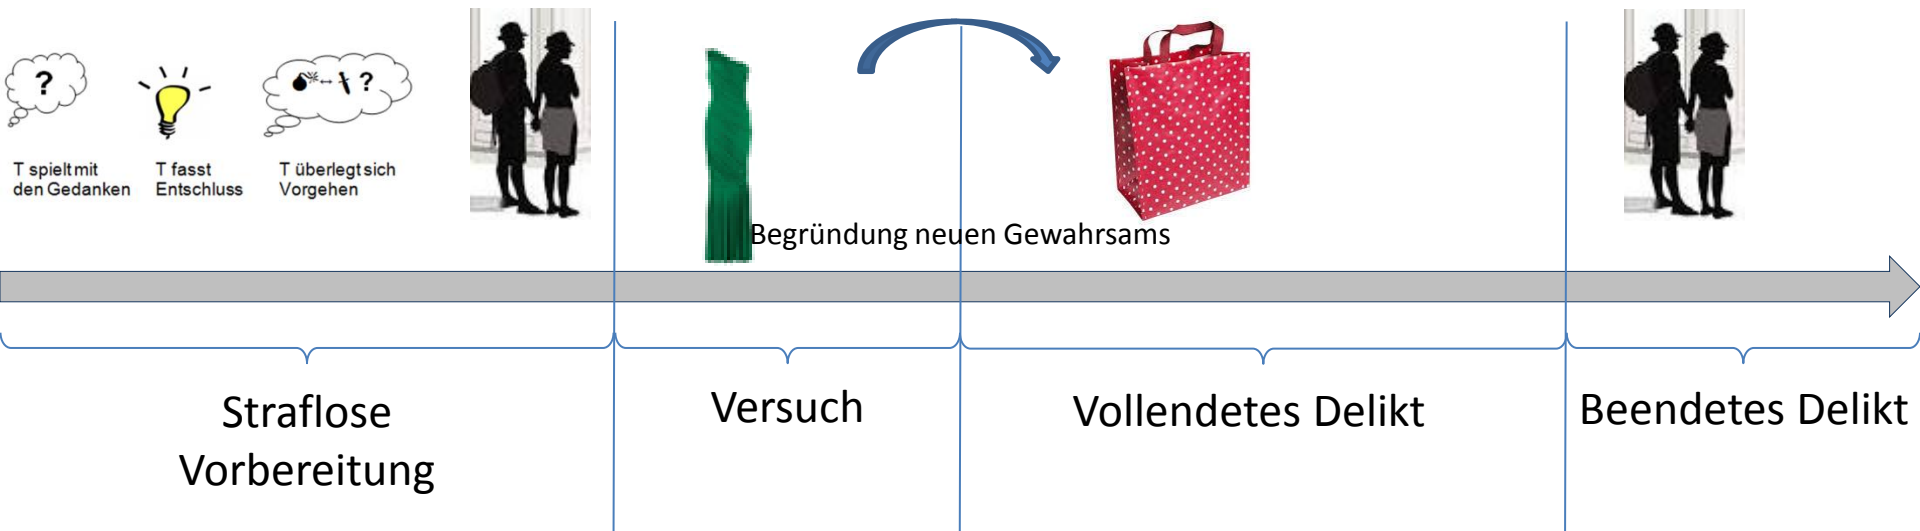 ?
?
T spielt mit
den Gedanken
T fasst
Entschluss
T überlegt sich
Vorgehen
Begründung neuen Gewahrsams
Straflose
Vorbereitung
Versuch
Vollendetes Delikt
Beendetes Delikt